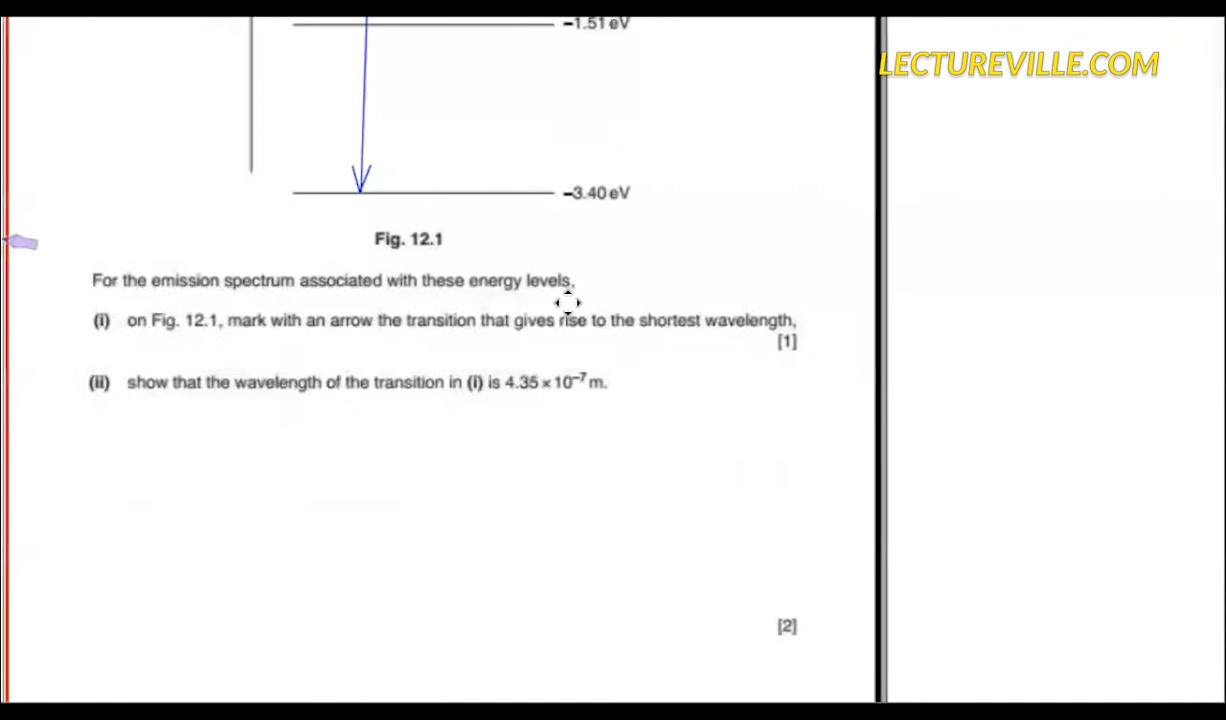 −1.51 eV
LECTUREVILLE.COM
−3.40 eV
Fig. 12.1
For the emission spectrum associated with these energy levels,
(i) on Fig. 12.1, mark with an arrow the transition that gives rise to the shortest wavelength,
[1]
(ii) show that the wavelength of the transition in (i) is 4.35 × 10⁻⁷ m.
[2]